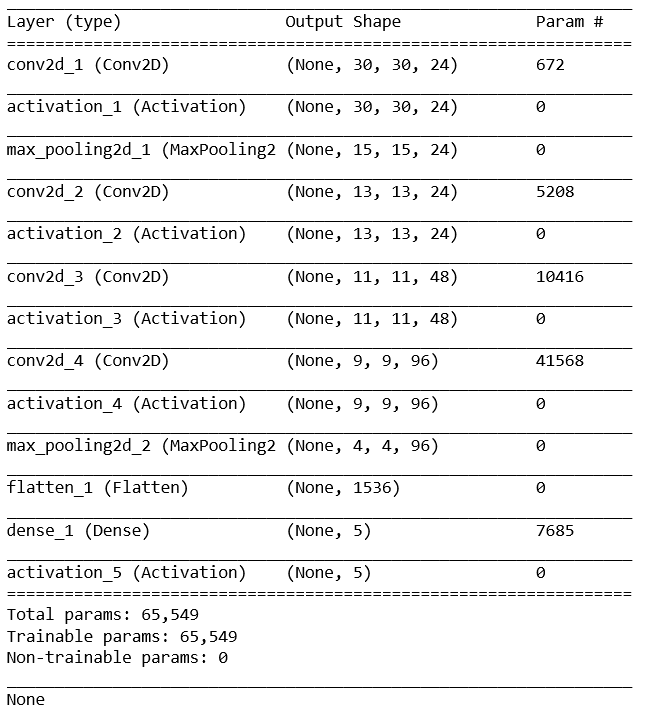 Layer (type) Output Shape Param #
conv2d_1 (Conv2D) (None, 30, 30, 24) 672
activation_1 (Activation) (None, 30, 30, 24) 0
max_pooling2d_1 (MaxPooling2 (None, 15, 15, 24) 0
conv2d_2 (Conv2D) (None, 13, 13, 24) 5208
activation_2 (Activation) (None, 13, 13, 24) 0
conv2d_3 (Conv2D) (None, 11, 11, 48) 10416
activation_3 (Activation) (None, 11, 11, 48) 0
conv2d_4 (Conv2D) (None, 9, 9, 96) 41568
activation_4 (Activation) (None, 9, 9, 96) 0
max_pooling2d_2 (MaxPooling2 (None, 4, 4, 96) 0
flatten_1 (Flatten) (None, 1536) 0
dense_1 (Dense) (None, 5) 7685
activation_5 (Activation) (None, 5) 0
Total params: 65,549
Trainable params: 65,549
Non-trainable params: 0
None